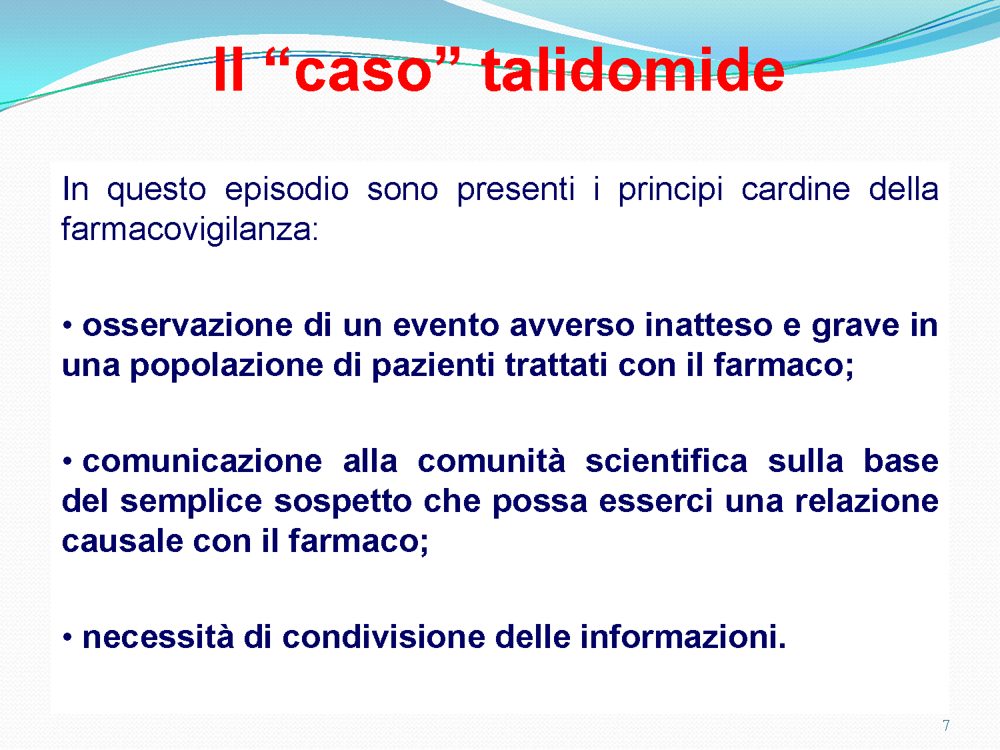 Il “caso” talidomide
In questo episodio sono presenti i principi cardine della
farmacovigilanza:
• osservazione di un evento avverso inatteso e grave in
una popolazione di pazienti trattati con il farmaco;
• comunicazione alla comunità scientifica sulla base
del semplice sospetto che possa esserci una relazione
causale con il farmaco;
• necessità di condivisione delle informazioni.
7